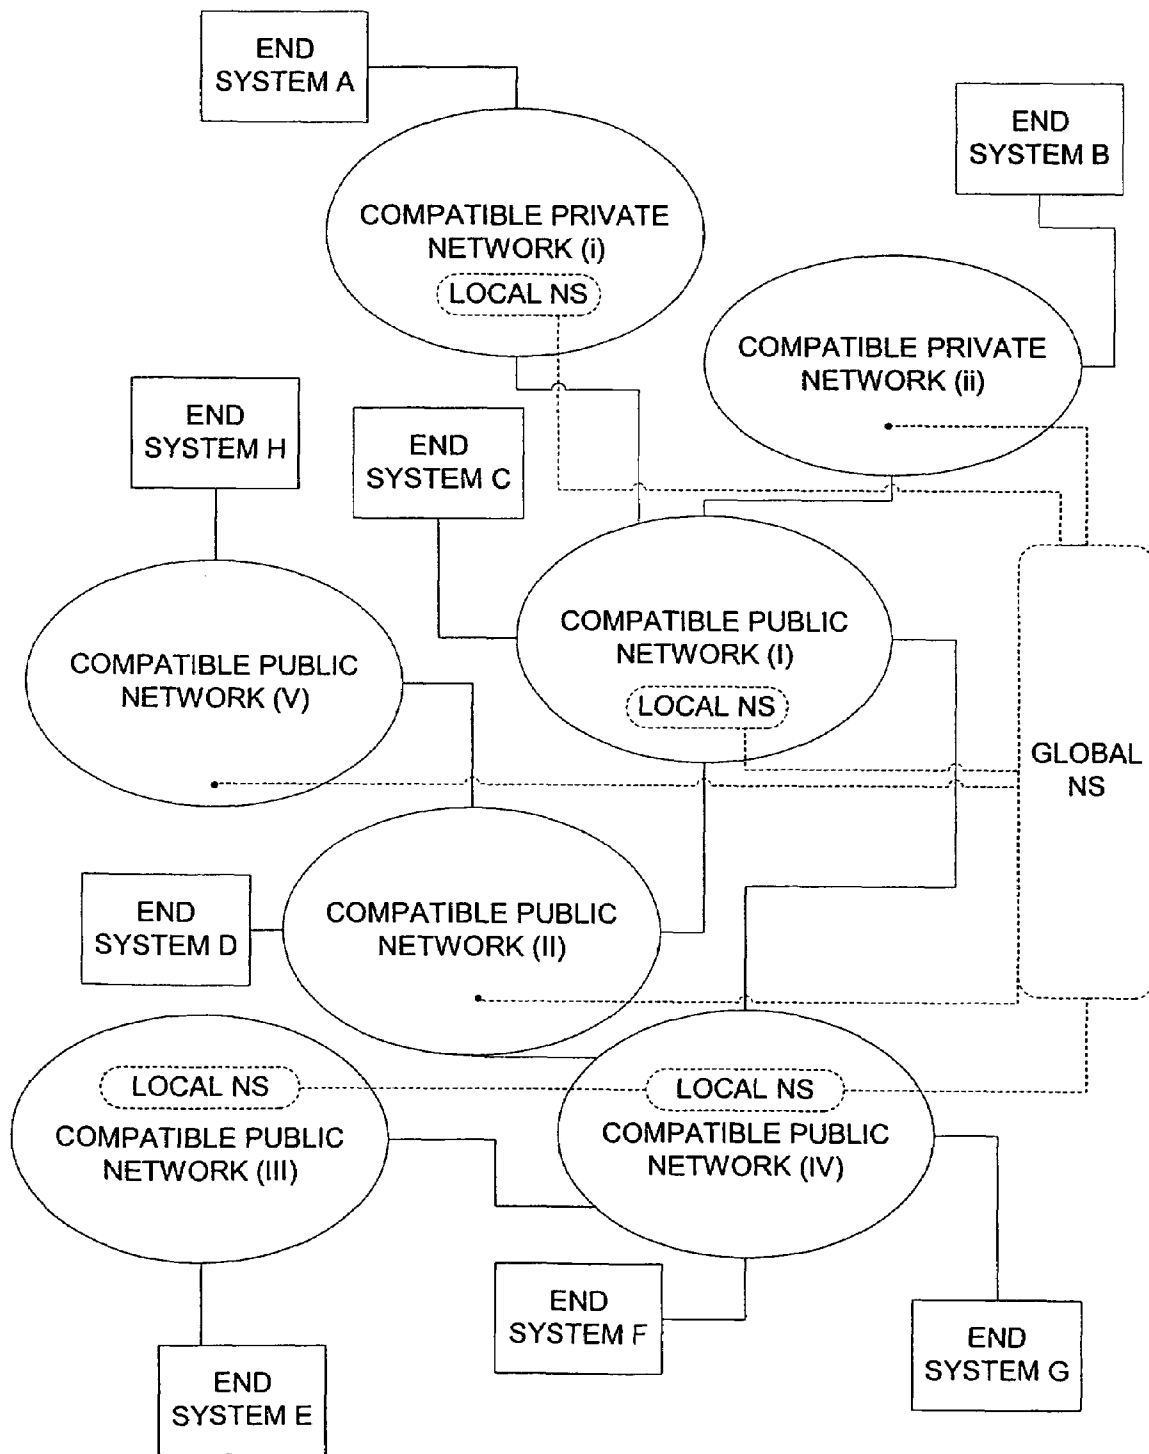 END
SYSTEM A
END
SYSTEM B
COMPATIBLE PRIVATE
NETWORK (i)
LOCAL NS
COMPATIBLE PRIVATE
NETWORK (ii)
END
SYSTEM H
END
SYSTEM C
COMPATIBLE PUBLIC
NETWORK (I)
LOCAL NS
COMPATIBLE PUBLIC
NETWORK (V)
GLOBAL
NS
END
SYSTEM D
COMPATIBLE PUBLIC
NETWORK (II)
LOCAL NS
COMPATIBLE PUBLIC
NETWORK (III)
LOCAL NS
COMPATIBLE PUBLIC
NETWORK (IV)
END
SYSTEM F
END
SYSTEM G
END
SYSTEM E